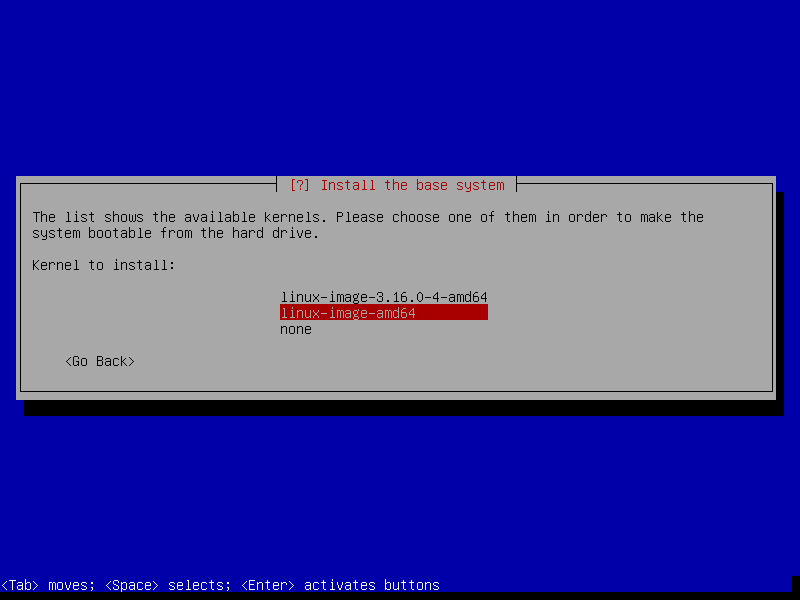 [?] Install the base system
The list shows the available kernels. Please choose one of them in order to make the
system bootable from the hard drive.
Kernel to install:
linux-image-3.16.0-4-amd64
linux-image-amd64
none
<Go Back>
<Tab> moves; <Space> selects; <Enter> activates buttons